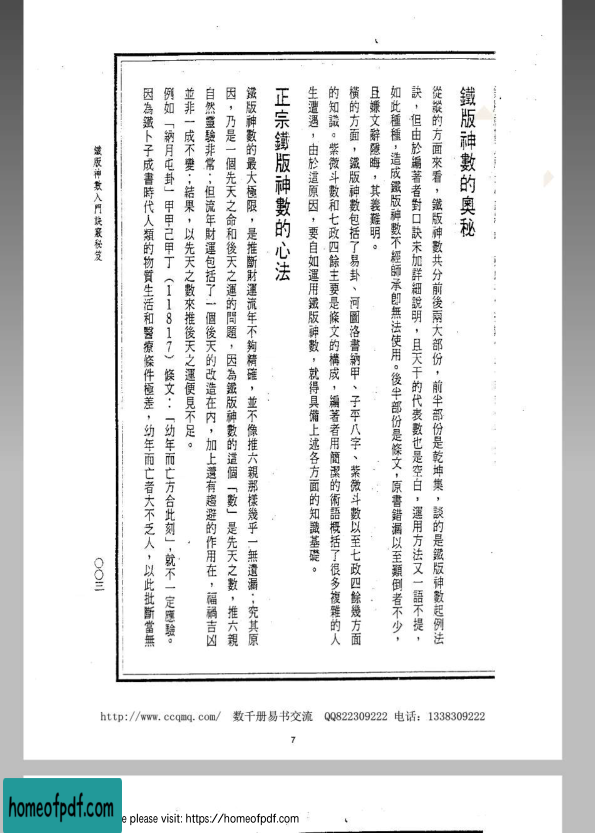 鐵版神數的奧秘
從縱的方面來看，鐵版神數共分前後兩大部份，前半部份是乾坤集，談的是鐵版神數起例法
訣，但由於編著者對口訣未加詳細說明，且天干的代表數也是空白，運用方法又一語不提，
如此種種，造成鐵版神數不經師承卽無法使用。後半部份是條文，原書錯漏以至顚倒者不少，
且嫌文辭隱晦，其義難明。
橫的方面，鐵版神數包括了易卦、河圖洛書納甲、子平八字、紫微斗數以至七政四餘幾方面
的知識。紫微斗數和七政四餘主要是條文的構成，編著者用簡潔的術語概括了很多複雜的人
生遭遇，由於這原因，要自如運用鐵版神數，就得具備上述各方面的知識基礎。
正宗鐵版神數的心法
鐵版神數的最大極限，是推斷財運流年不夠精確，並不像推六親那樣幾乎一無遺漏；究其原
因，乃是一個先天之命和後天之運的問題，因為鐵版神數的這個「數」是先天之數，推六親
自然靈驗非常；但流年財運包括了一個後天的改造在內，加上還有趨避的作用在，福禍吉凶
並非一成不變；結果，以先天之數來推後天之運便見不足。
例如「納月屯卦」甲甲己甲丁（11817）條文：「幼年而亡方合此刻」，就不一定應驗。
因為鐵卜子成書時代人類的物質生活和醫療條件極差，幼年而亡者大不乏人，以此批斷當無
鐵版神數入門訣竅秘笈
〇〇三
http://www.ccqmq.com/ 数千册易书交流 QQ822309222 电话：1338309222
7
homeofpdf.com
e please visit: https://homeofpdf.com